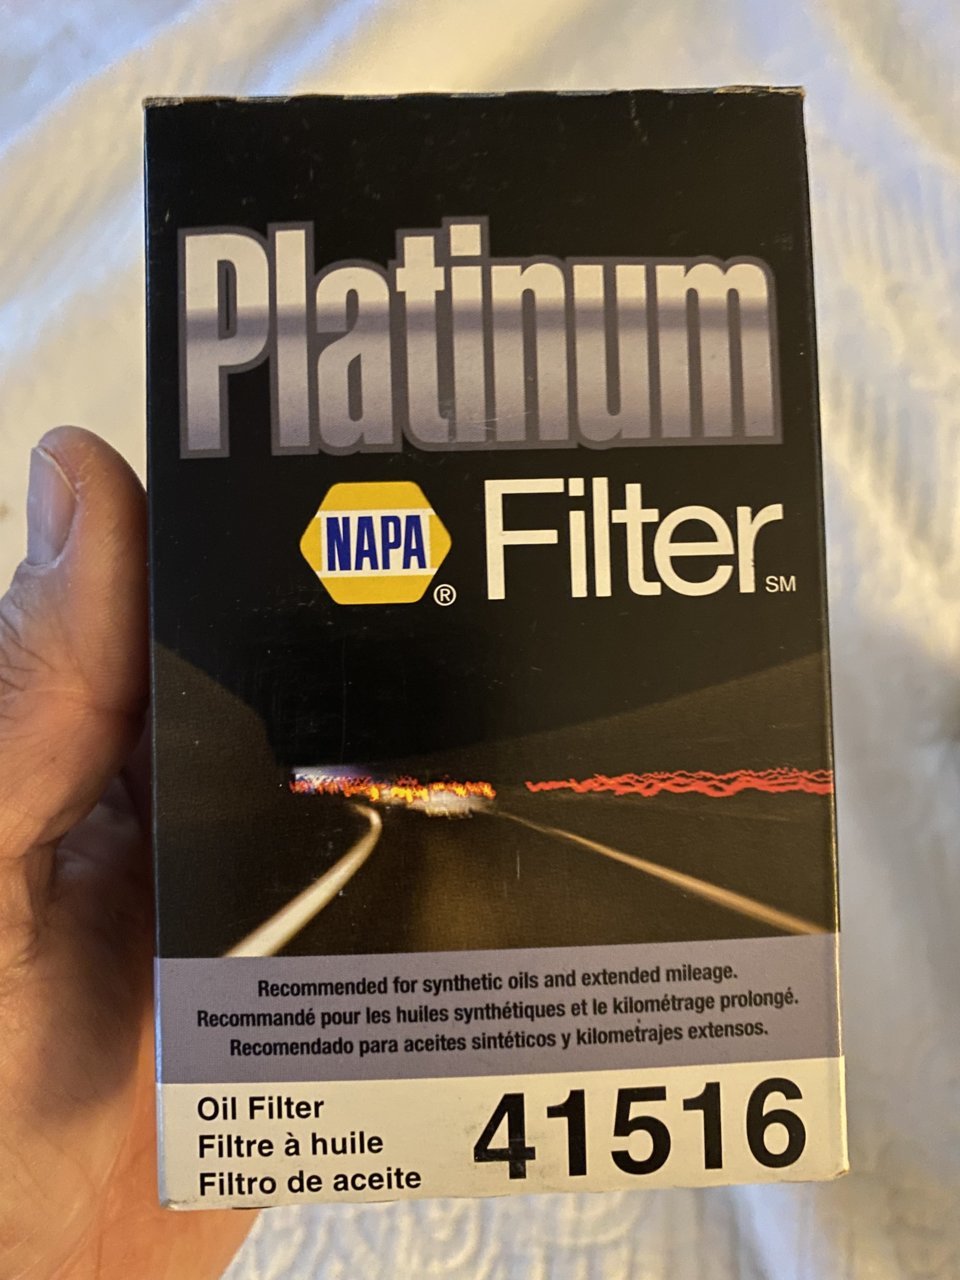 Platinum
NAPA® Filter SM
Recommended for synthetic oils and extended mileage.
Recommandé pour les huiles synthétiques et le kilométrage prolongé.
Recomendado para aceites sintéticos y kilometrajes extensos.
Oil Filter
Filtre à huile
Filtro de aceite
41516